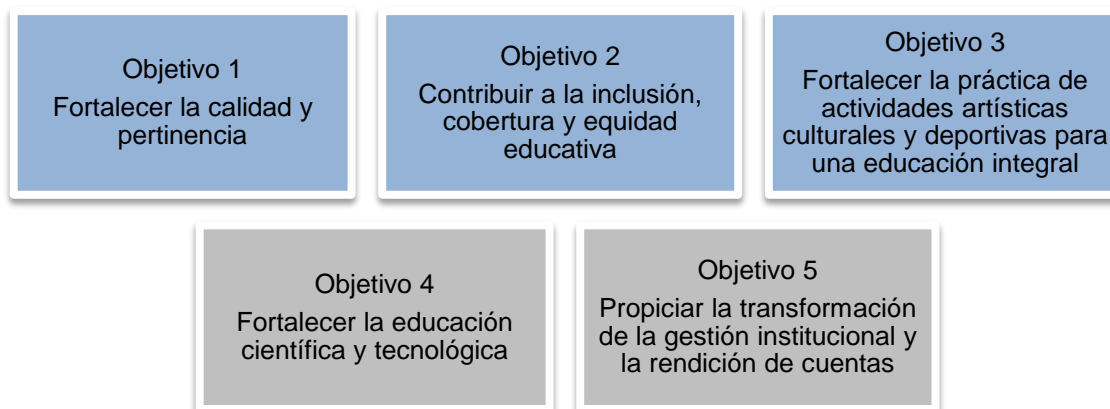 Objetivo 1
Fortalecer la calidad y
pertinencia
Objetivo 2
Contribuir a la inclusión,
cobertura y equidad
educativa
Objetivo 3
Fortalecer la práctica de
actividades artísticas
culturales y deportivas para
una educación integral
Objetivo 4
Fortalecer la educación
científica y tecnológica
Objetivo 5
Propiciar la transformación
de la gestión institucional y
la rendición de cuentas